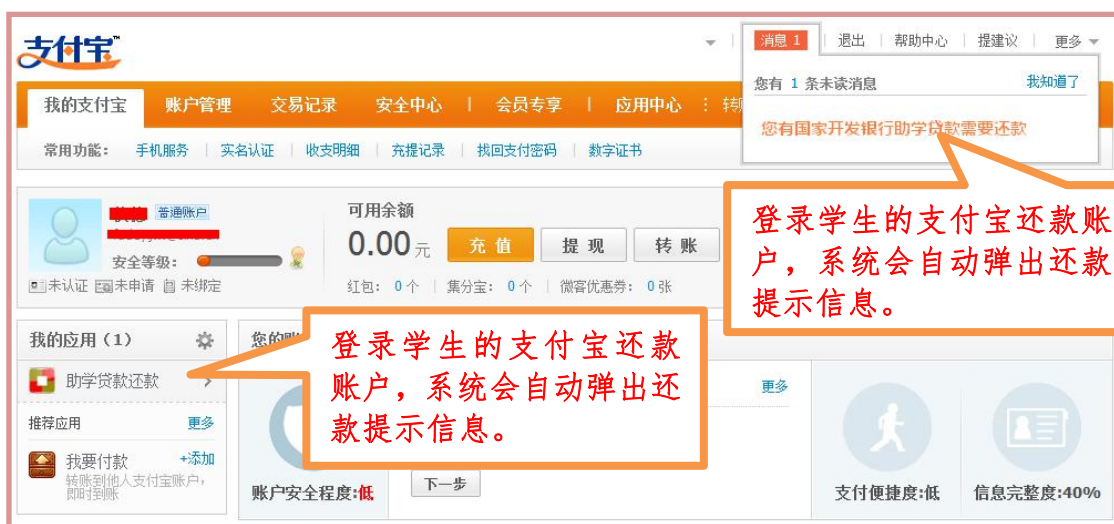 支付宝
消息 1 退出 帮助中心 提建议 更多
您有 1 条未读消息 我知道了
您有国家开发银行助学贷款需要还款
我的支付宝 账户管理 交易记录 安全中心 会员专享 应用中心
常用功能: 手机服务 实名认证 收支明细 充提记录 找回支付密码 数字证书
登录学生的支付宝还款账
户，系统会自动弹出还款
提示信息。
普通账户
安全等级:
未认证 未申请 未绑定
可用余额
0.00 元 充值 提现 转账
红包: 0个 集分宝: 0个 微客优惠券: 0张
我的应用 (1)
助学贷款还款
推荐应用 更多
我要付款 +添加
转账到他人支付宝账户，
即时到账
登录学生的支付宝还款
账户，系统会自动弹出还
款提示信息。
更多
账户安全程度:低
下一步
支付便捷度:低 信息完整度:40%